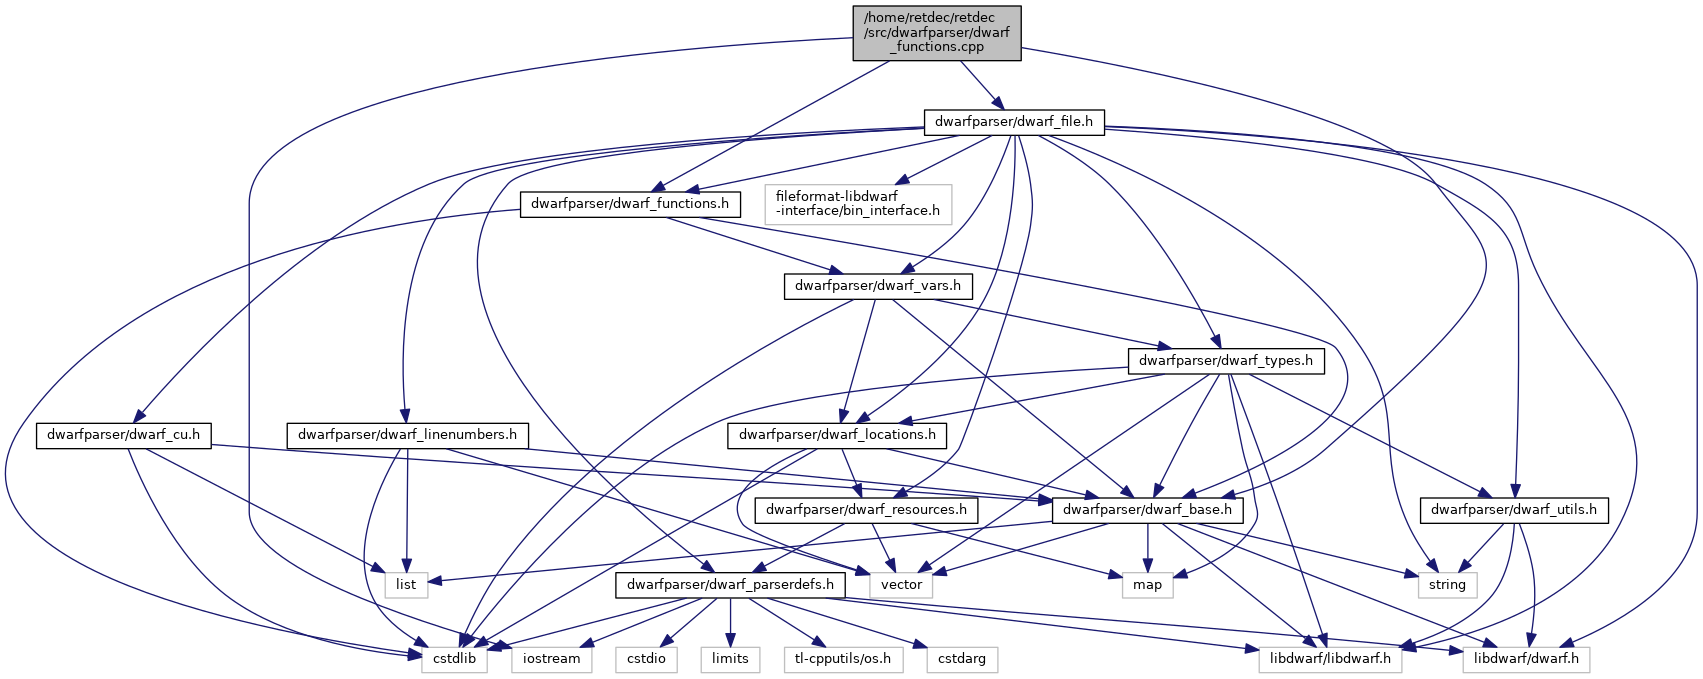 /home/retdec/retdec
/src/dwarfparser/dwarf
_functions.cpp
dwarfparser/dwarf_file.h
dwarfparser/dwarf_functions.h
fileformat-libdwarf
-interface/bin_interface.h
dwarfparser/dwarf_vars.h
dwarfparser/dwarf_types.h
dwarfparser/dwarf_cu.h
dwarfparser/dwarf_linenumbers.h
dwarfparser/dwarf_locations.h
dwarfparser/dwarf_resources.h
dwarfparser/dwarf_base.h
dwarfparser/dwarf_utils.h
list
dwarfparser/dwarf_parserdefs.h
vector
map
string
cstdlib
iostream
cstdio
limits
tl-cpputils/os.h
cstdarg
libdwarf/libdwarf.h
libdwarf/dwarf.h